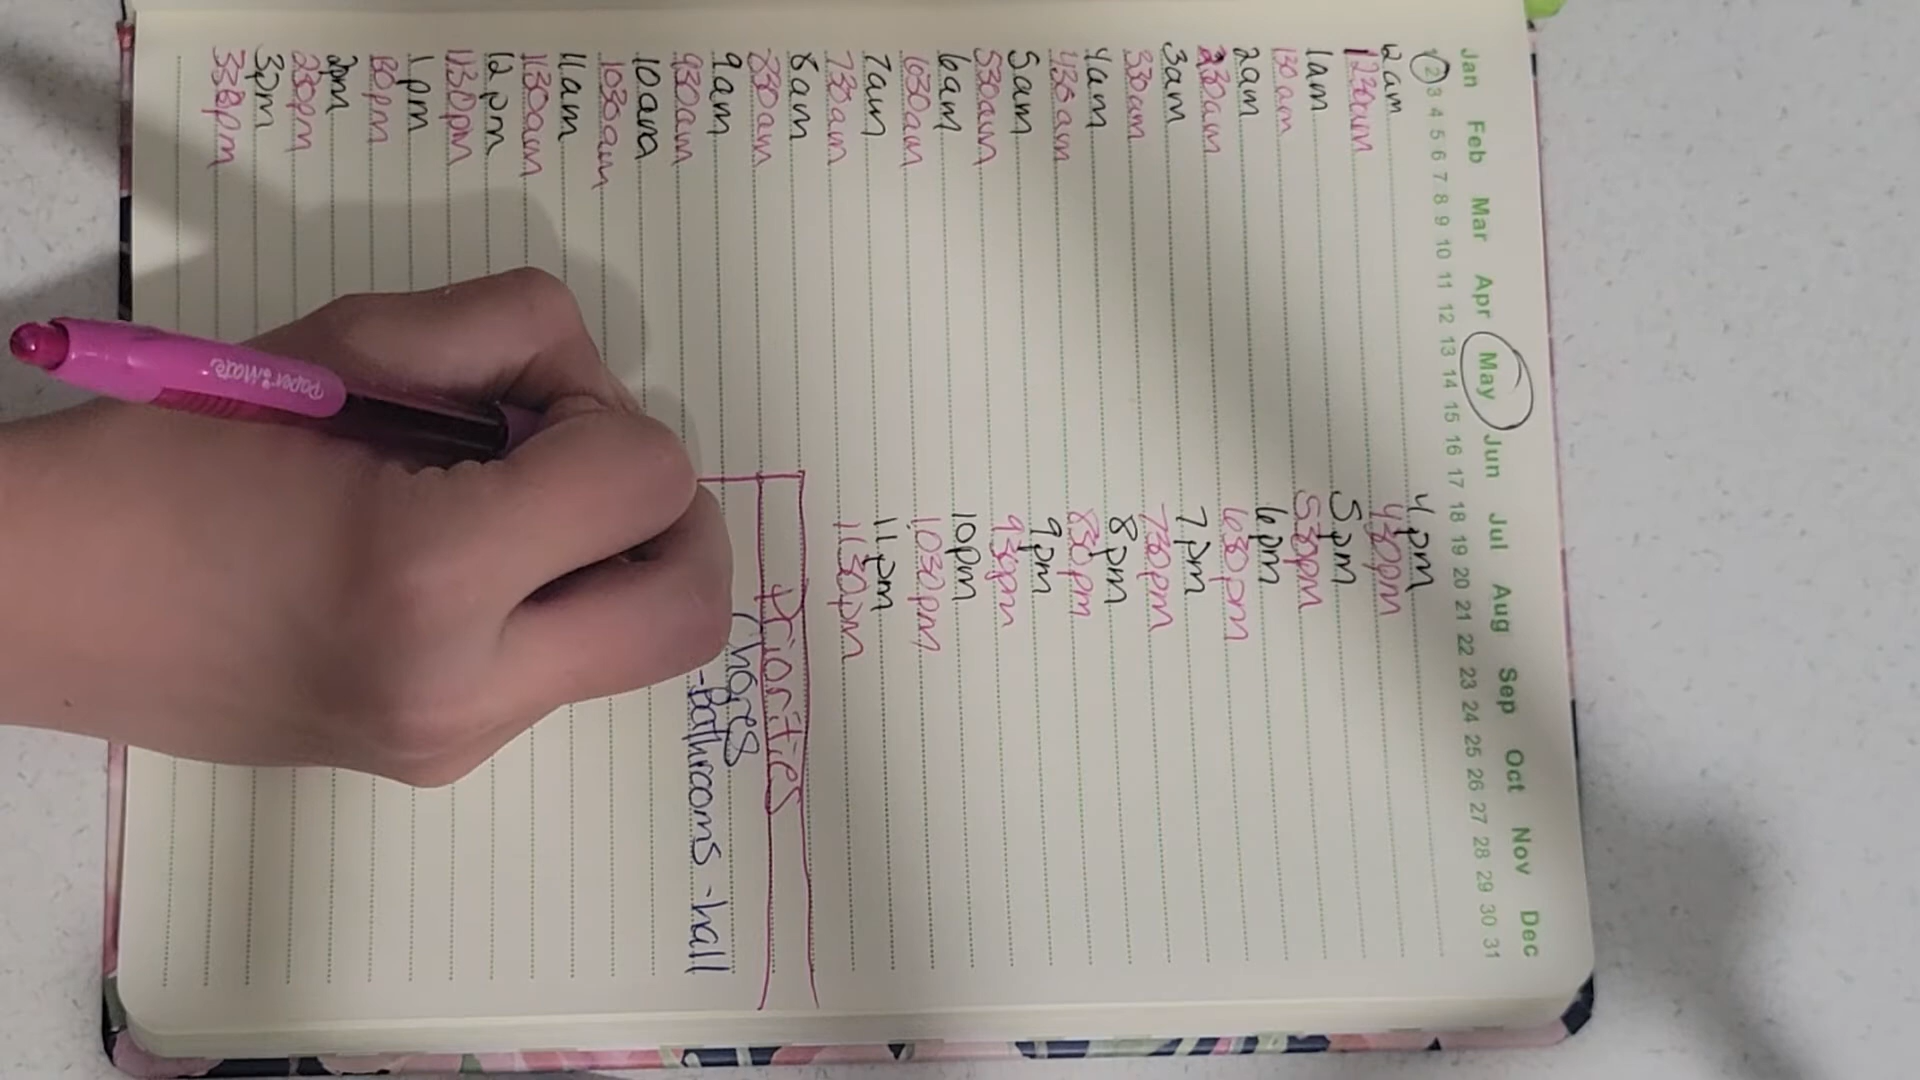 Jan Feb Mar Apr May Jun Jul Aug Sep Oct Nov Dec
1 2 3 4 5 6 7 8 9 10 11 12 13 14 15 16 17 18 19 20 21 22 23 24 25 26 27 28 29 30 31
12am
1230am
1am
130am
2am
230am
3am
330am
4am
430am
5am
530am
6am
630am
7am
730am
8am
830am
9am
930am
10am
1030am
11am
1130am
12pm
1130pm
1pm
130pm
2pm
230pm
3pm
330pm
4pm
430pm
5pm
530pm
6pm
630pm
7pm
730pm
8pm
830pm
9pm
930pm
10pm
1030pm
11pm
1130pm
Priorities
Chores
-Bathrooms - hall
Paper Mate